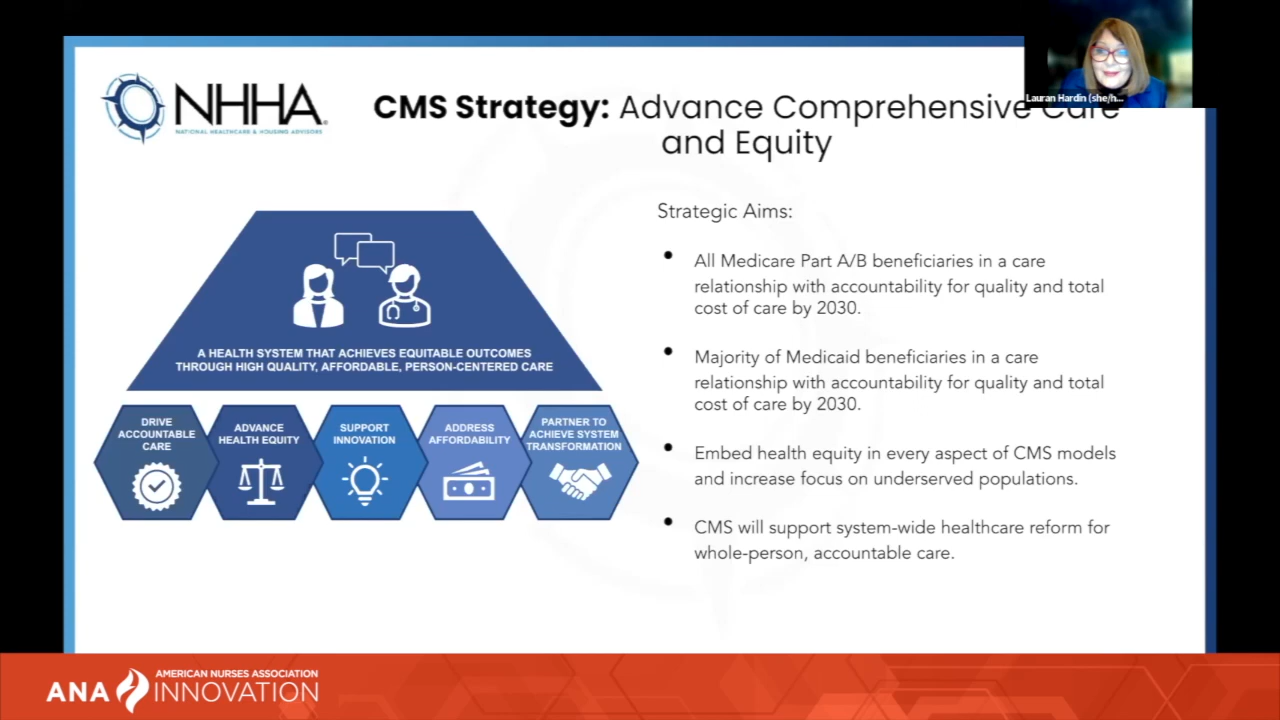 NHHA
NATIONAL HEALTHCARE & HOUSING ADVISORS
CMS Strategy: Advance Comprehensive Care
and Equity
Lauran Hardin (she/h...
A HEALTH SYSTEM THAT ACHIEVES EQUITABLE OUTCOMES
THROUGH HIGH QUALITY, AFFORDABLE, PERSON-CENTERED CARE
DRIVE
ACCOUNTABLE
CARE
ADVANCE
HEALTH EQUITY
SUPPORT
INNOVATION
ADDRESS
AFFORDABILITY
PARTNER TO
ACHIEVE SYSTEM
TRANSFORMATION
Strategic Aims:
• All Medicare Part A/B beneficiaries in a care
relationship with accountability for quality and total
cost of care by 2030.
• Majority of Medicaid beneficiaries in a care
relationship with accountability for quality and total
cost of care by 2030.
• Embed health equity in every aspect of CMS models
and increase focus on underserved populations.
• CMS will support system-wide healthcare reform for
whole-person, accountable care.
ANA
AMERICAN NURSES ASSOCIATION
INNOVATION